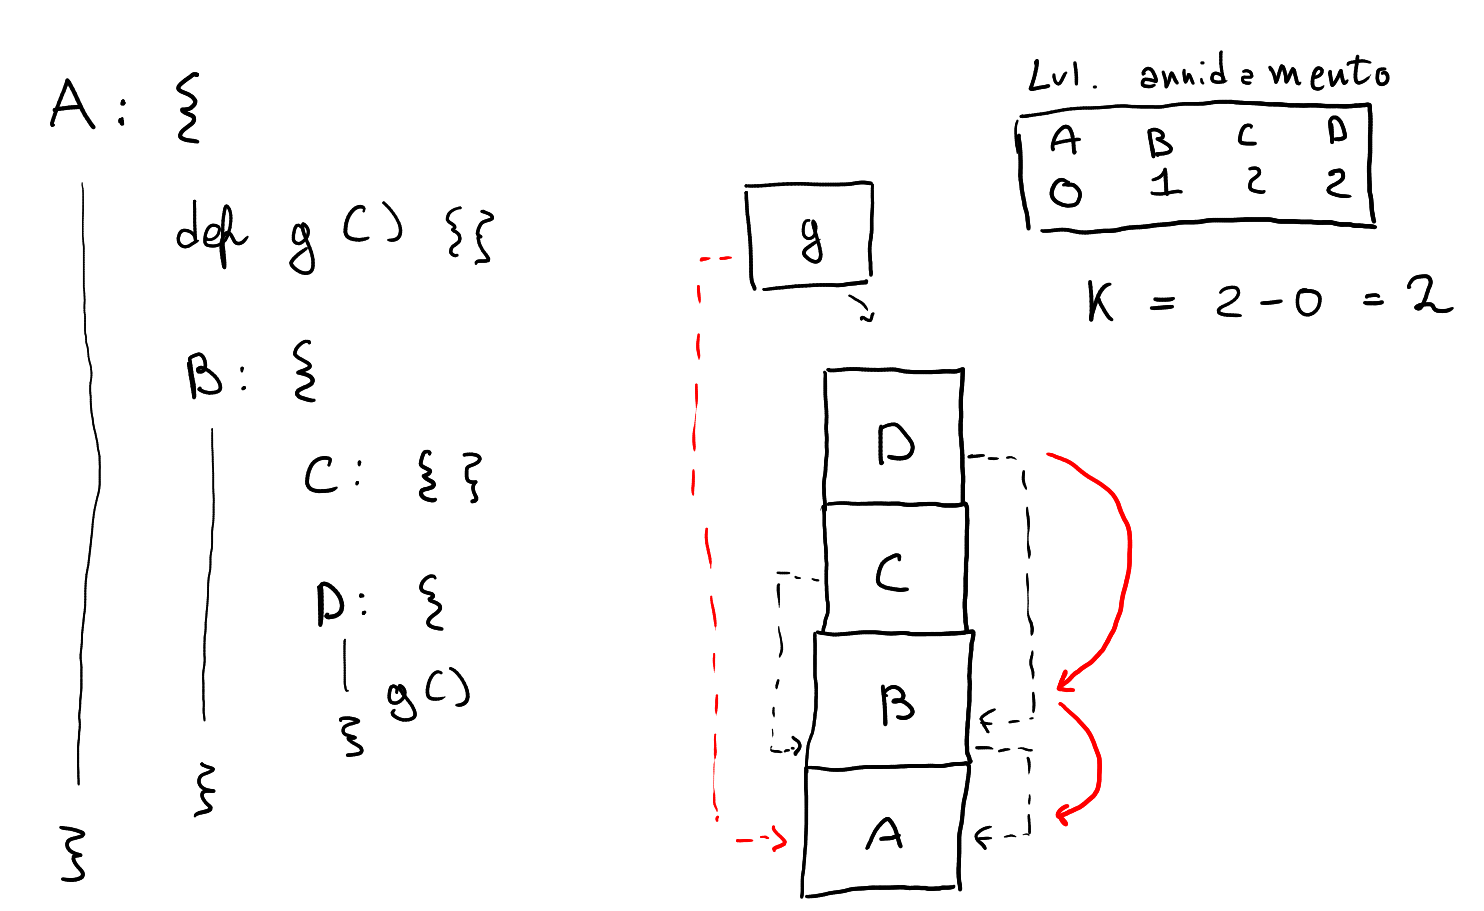 A: {
def g() {}
B: {
C: {}
D: {
g()
}
}
}
g
D
C
B
A
Lvl. annidamento
A B C D
0 1 2 2
K = 2 - 0 = 2